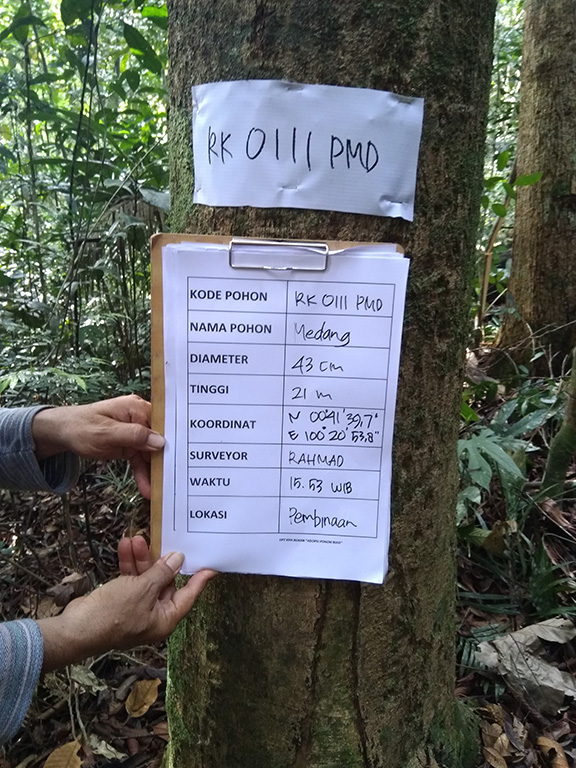 RK 0111 PMD
KODE POHON RK 0111 PMD
NAMA POHON Medang
DIAMETER 43 cm
TINGGI 21 m
KOORDINAT N 00°41'39,7"
E 100°20'53,8"
SURVEYOR RAHMAD
WAKTU 15.53 WIB
LOKASI Pembinaan